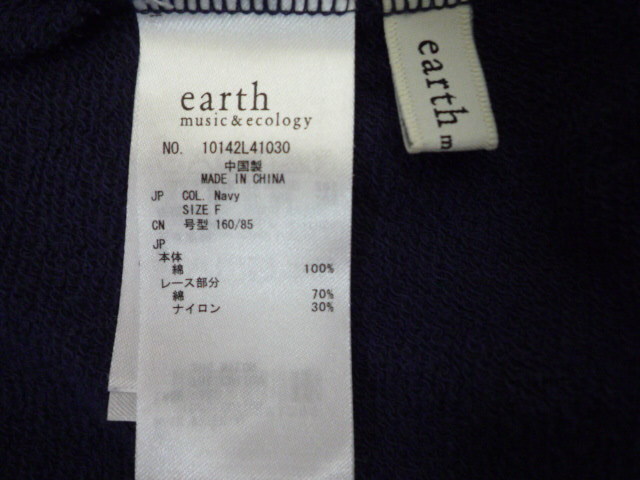 earth
music&ecology
NO. 10142L41030
中国製
MADE IN CHINA
JP COL. Navy
SIZE F
CN 号型 160/85
JP
本体
綿 100%
レース部分
綿 70%
ナイロン 30%
earth
m